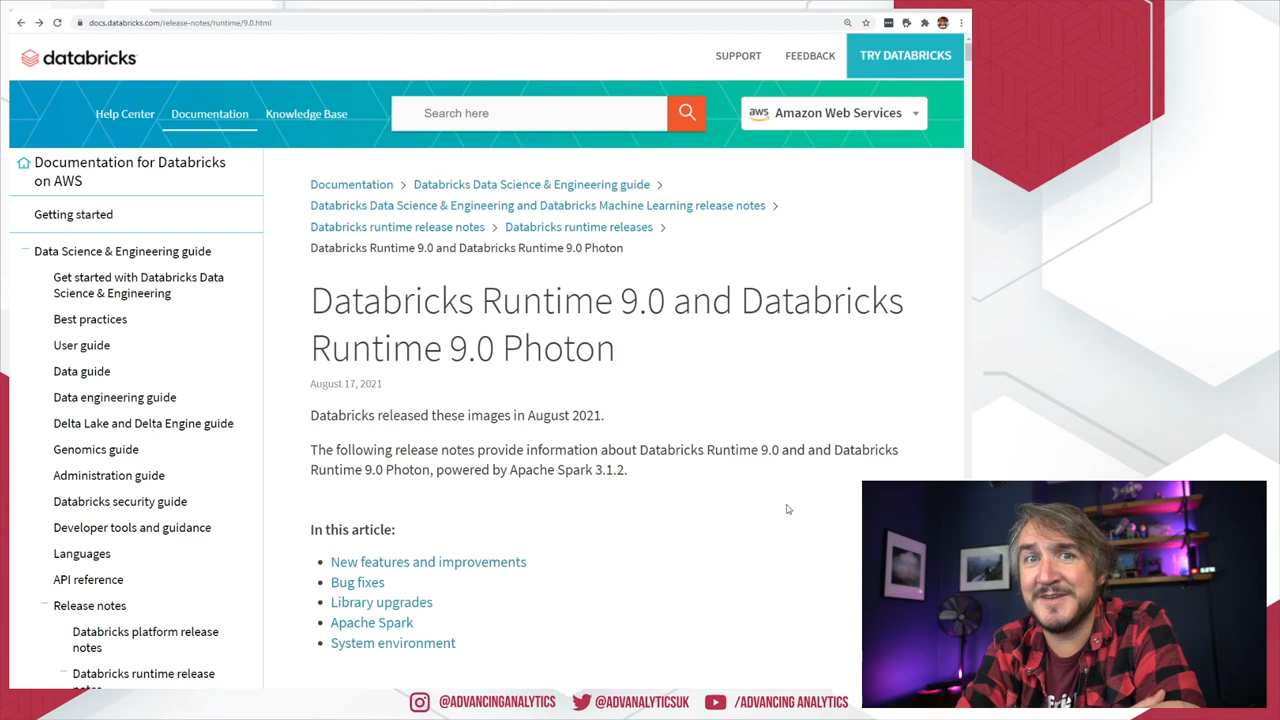 docs.databricks.com/release-notes/runtime/9.0.html
databricks
SUPPORT
FEEDBACK
TRY DATABRICKS
Help Center
Documentation
Knowledge Base
Search here
aws
Amazon Web Services
Documentation for Databricks
on AWS
Getting started
Data Science & Engineering guide
Get started with Databricks Data
Science & Engineering
Best practices
User guide
Data guide
Data engineering guide
Delta Lake and Delta Engine guide
Genomics guide
Administration guide
Databricks security guide
Developer tools and guidance
Languages
API reference
Release notes
Databricks platform release
notes
Databricks runtime release
Documentation > Databricks Data Science & Engineering guide >
Databricks Data Science & Engineering and Databricks Machine Learning release notes >
Databricks runtime release notes > Databricks runtime releases >
Databricks Runtime 9.0 and Databricks Runtime 9.0 Photon
Databricks Runtime 9.0 and Databricks
Runtime 9.0 Photon
August 17, 2021
Databricks released these images in August 2021.
The following release notes provide information about Databricks Runtime 9.0 and and Databricks
Runtime 9.0 Photon, powered by Apache Spark 3.1.2.
In this article:
• New features and improvements
• Bug fixes
• Library upgrades
• Apache Spark
• System environment
@ADVANCINGANALYTICS
@ADVANALYTICSUK
/ADVANCING ANALYTICS